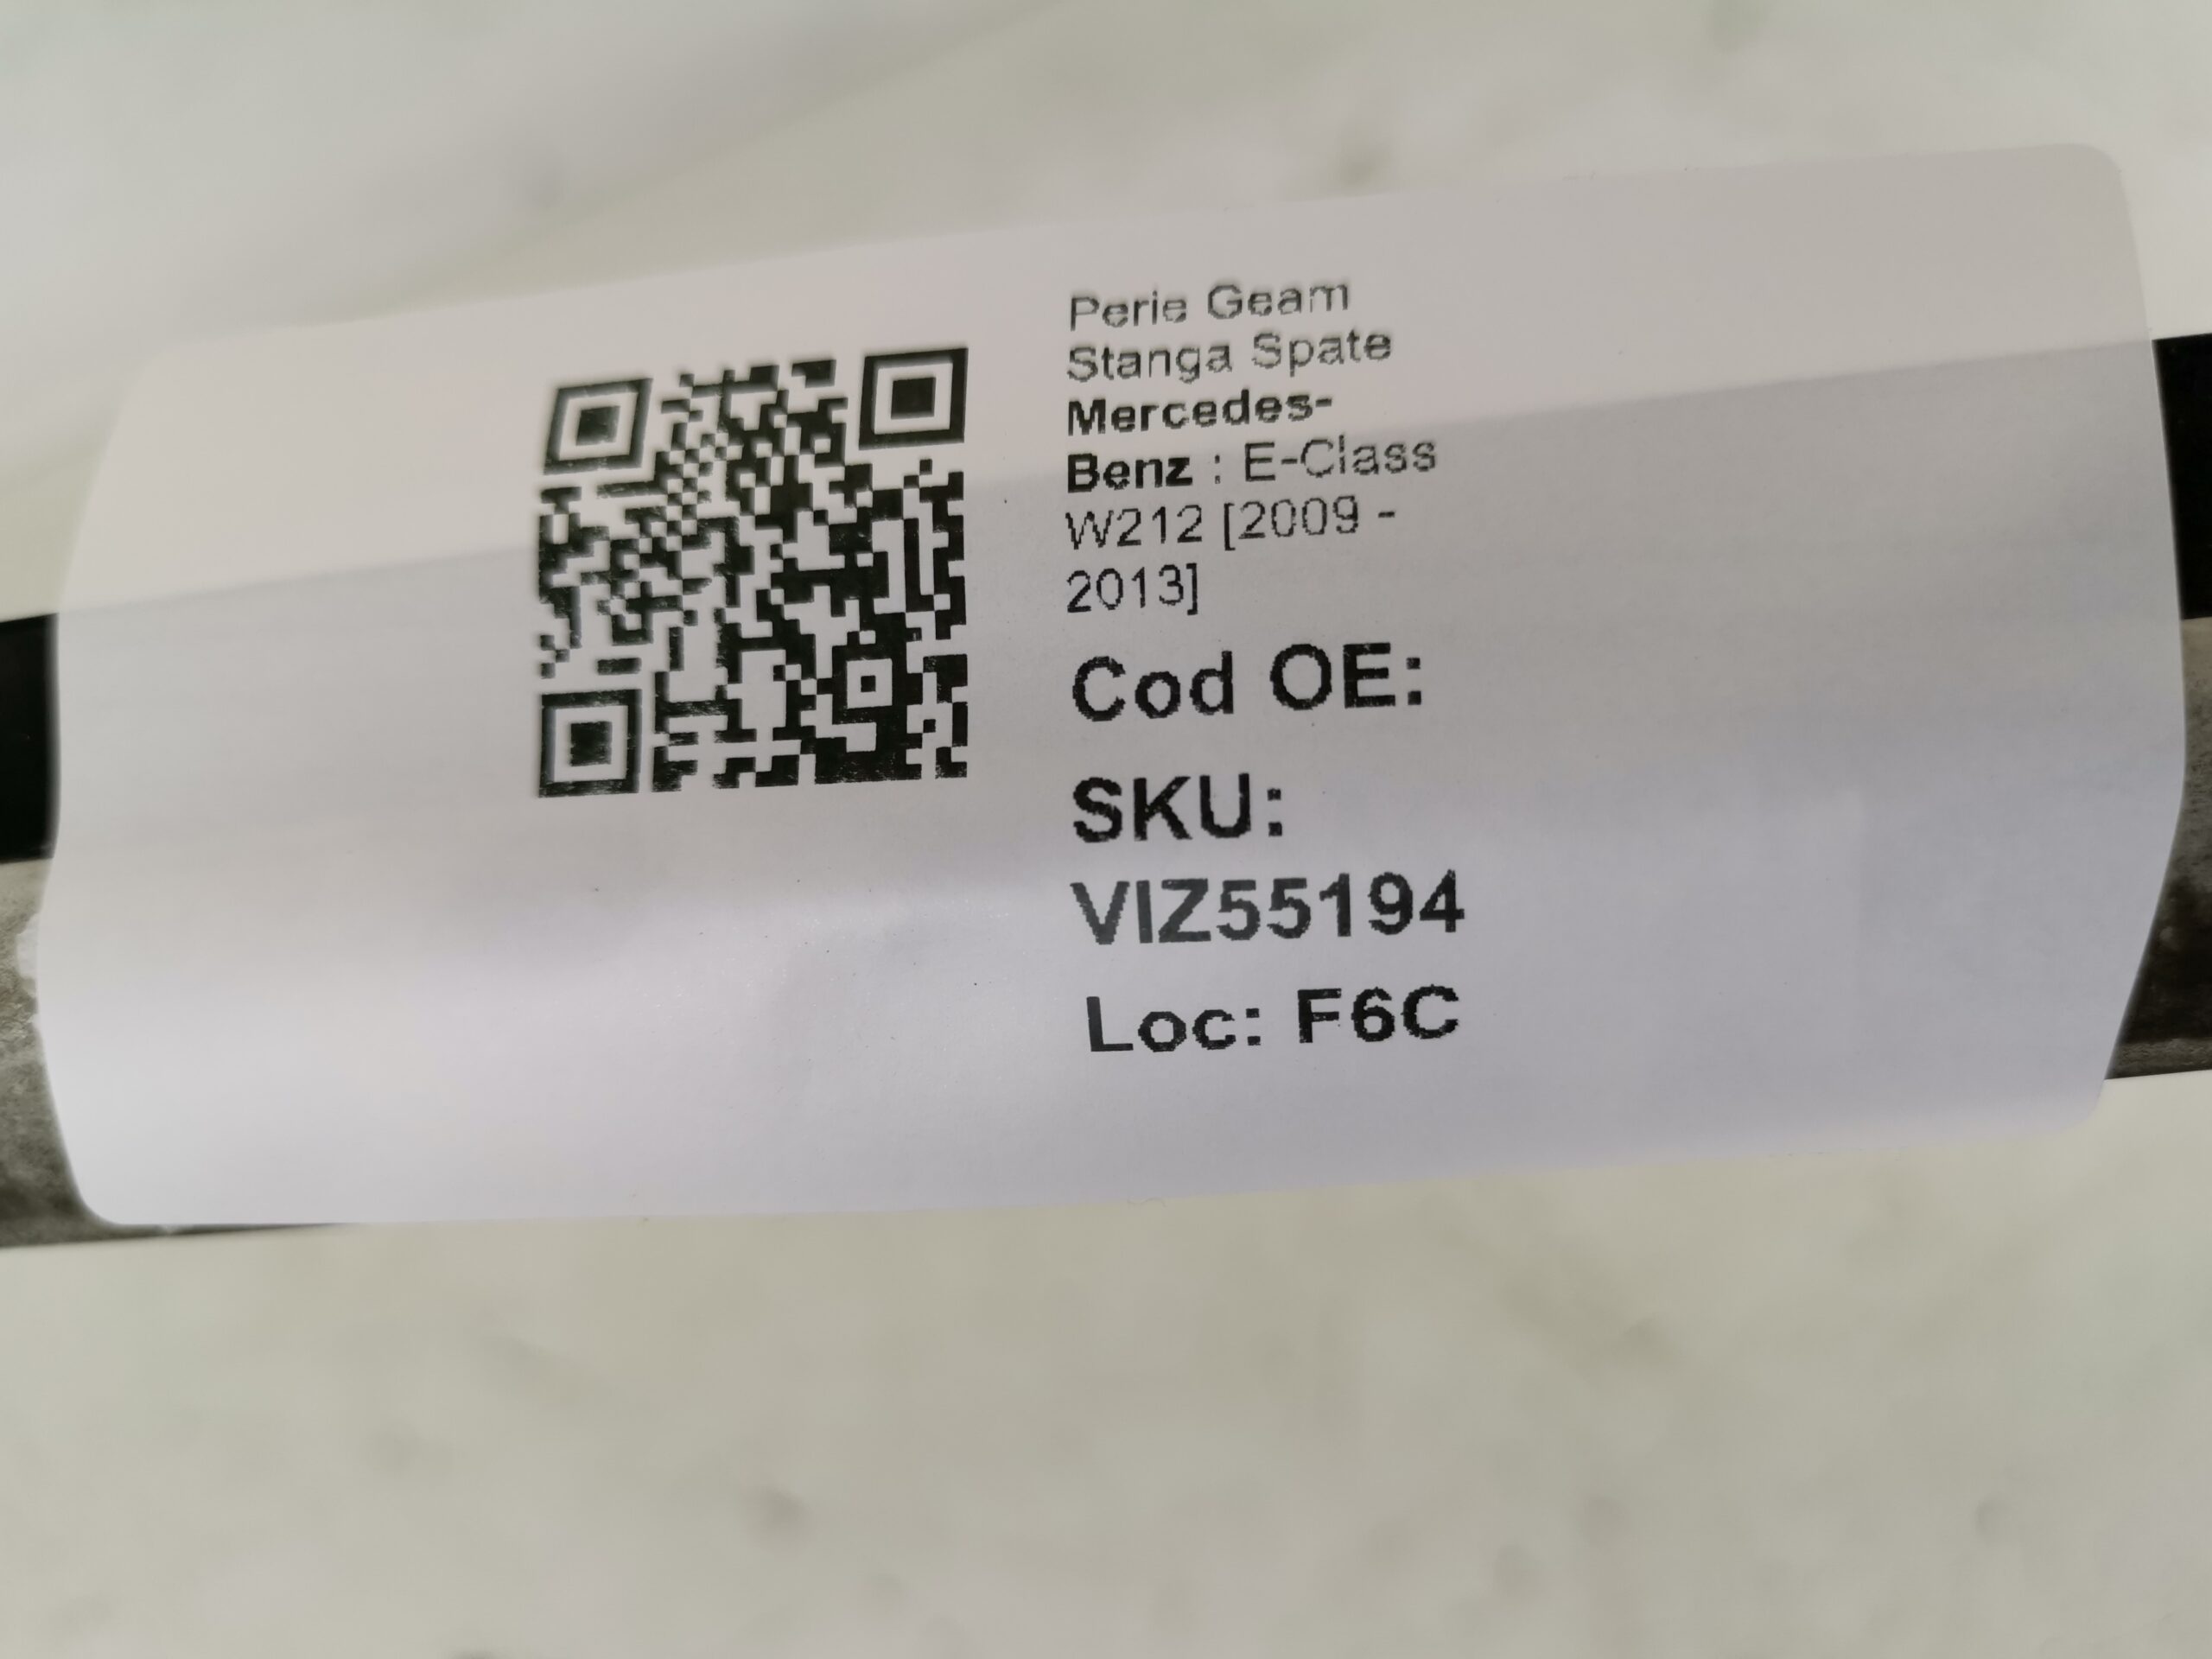 Perie Geam
Stanga Spate
Mercedes-
Benz : E-Class
W212 [2009 -
2013]
Cod OE:
SKU:
VIZ55194
Loc: F6C